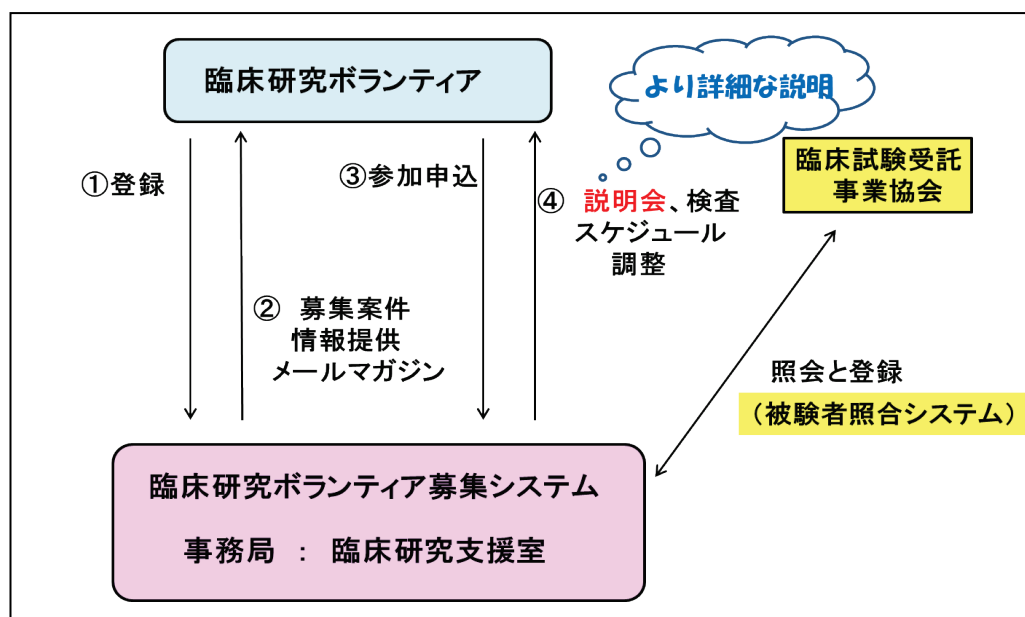 臨床研究ボランティア
より詳細な説明
臨床試験受託
事業協会
①登録
③参加申込
④ 説明会、検査
スケジュール
調整
② 募集案件
情報提供
メールマガジン
照会と登録
（被験者照合システム）
臨床研究ボランティア募集システム
事務局 ： 臨床研究支援室